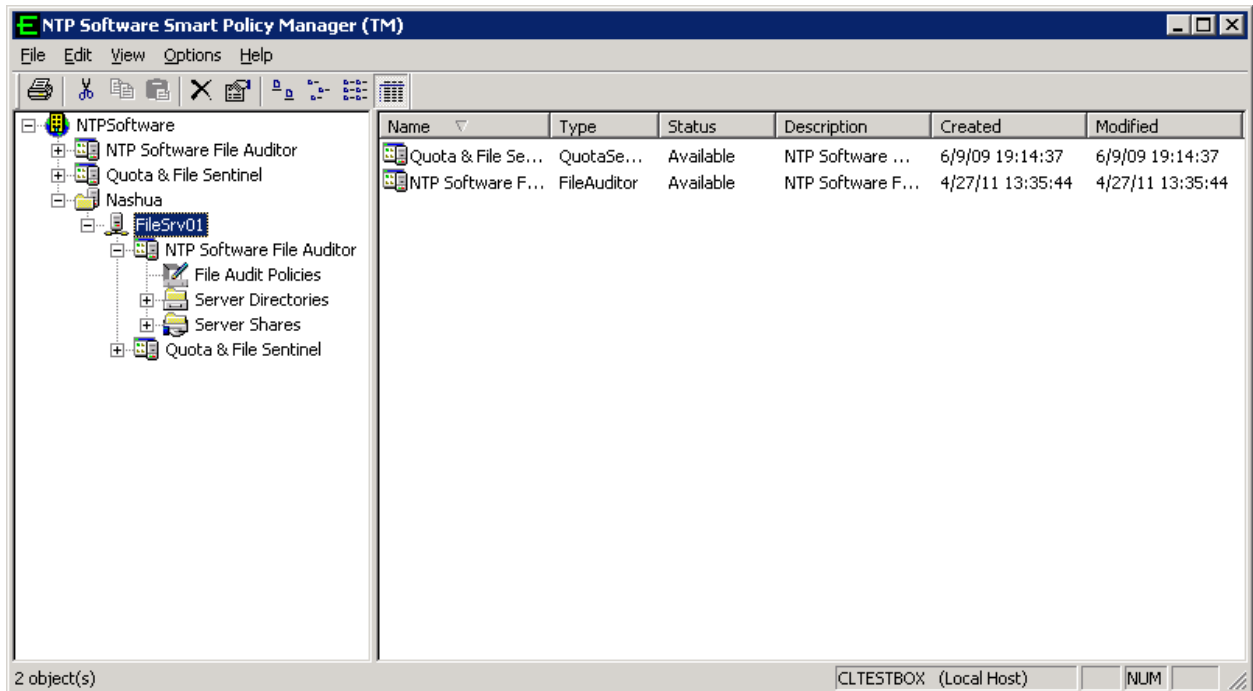 NTP Software Smart Policy Manager (TM)
File Edit View Options Help
NTPSoftware
NTP Software File Auditor
Quota & File Sentinel
Nashua
FileSrv01
NTP Software File Auditor
File Audit Policies
Server Directories
Server Shares
Quota & File Sentinel
Name Type Status Description Created Modified
Quota & File Se... QuotaSe... Available NTP Software ... 6/9/09 19:14:37 6/9/09 19:14:37
NTP Software F... FileAuditor Available NTP Software F... 4/27/11 13:35:44 4/27/11 13:35:44
2 object(s) CLTESTBOX (Local Host) NUM